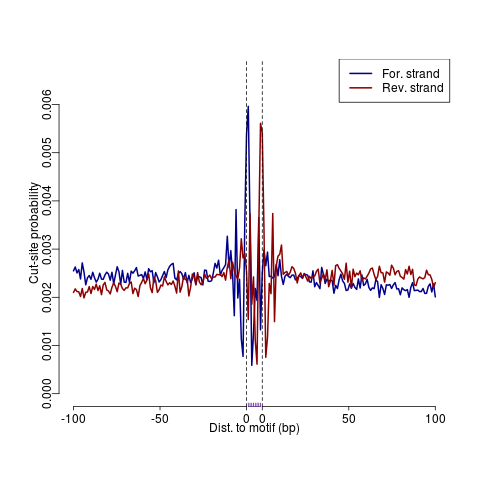 For. strand
Rev. strand
Cut-site probability
0.006
0.005
0.004
0.003
0.002
0.001
0.000
-100 -50 0 0 50 100
Dist. to motif (bp)